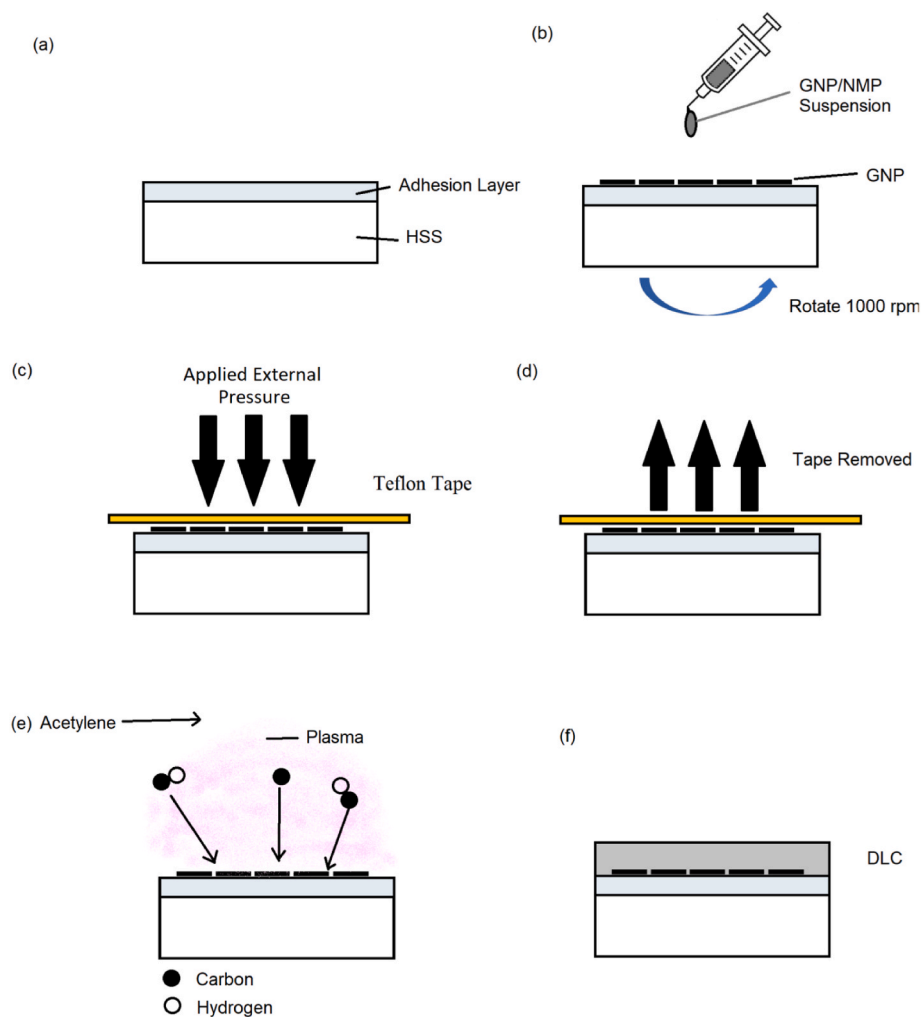 (a)
Adhesion Layer
HSS
(b)
GNP/NMP
Suspension
GNP
Rotate 1000 rpm
(c)
Applied External
Pressure
Teflon Tape
(d)
Tape Removed
(e) Acetylene
Plasma
Carbon
Hydrogen
(f)
DLC